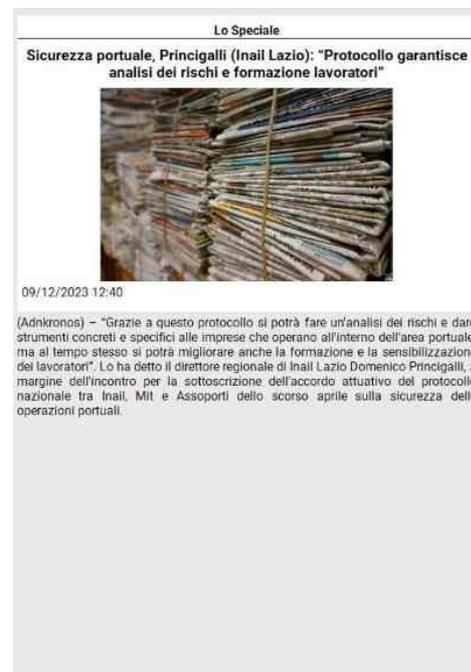 Lo Speciale
Sicurezza portuale, Princigalli (Inail Lazio): “Protocollo garantisce
analisi dei rischi e formazione lavoratori”
09/12/2023 12:40
(Adnkronos) – “Grazie a questo protocollo si potrà fare un'analisi dei rischi e dare
strumenti concreti e specifici alle imprese che operano all'interno dell'area portuale,
ma al tempo stesso si potrà migliorare anche la formazione e la sensibilizzazione
dei lavoratori”. Lo ha detto il direttore regionale di Inail Lazio Domenico Princigalli, a
margine dell'incontro per la sottoscrizione dell'accordo attuativo del protocollo
nazionale tra Inail, Mit e Assoporti dello scorso aprile sulla sicurezza delle
operazioni portuali.